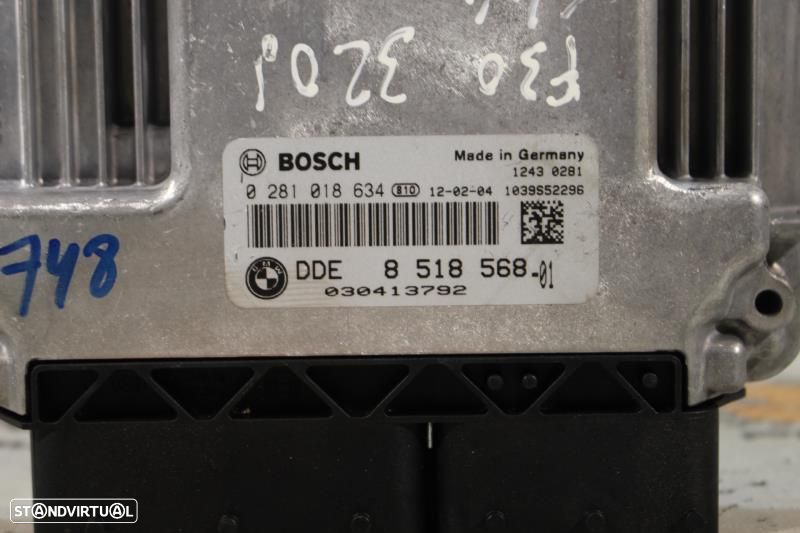 F30 320d
BOSCH
Made in Germany
1243 0281
0 281 018 634 810 12-02-04 1039S52296
BMW DDE 8 518 568-01
030413792
748
STANDVIRTUAL